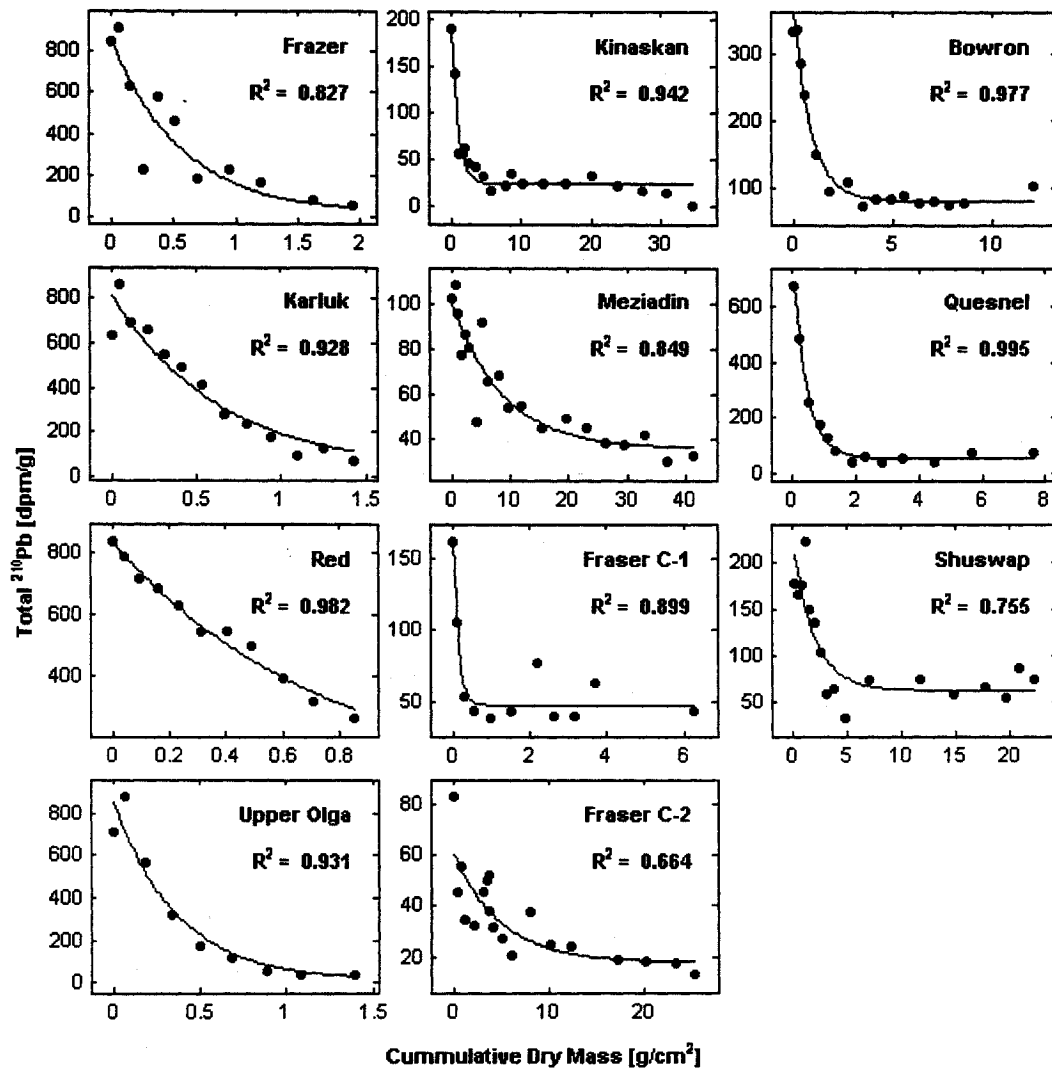 Frazer
R² = 0.827
800
600
400
200
0
0 0.5 1 1.5 2
Kinaskan
R² = 0.942
200
150
100
50
0
0 10 20 30
Bowron
R² = 0.977
300
200
100
0 5 10
Karluk
R² = 0.928
800
600
400
200
0
0 0.5 1 1.5
Meziadin
R² = 0.849
100
80
60
40
0 10 20 30 40
Quesnel
R² = 0.995
600
400
200
0
0 2 4 6 8
Total ²¹⁰Pb [dpm/g]
Red
R² = 0.982
800
600
400
0 0.2 0.4 0.6 0.8
Fraser C-1
R² = 0.899
150
100
50
0 2 4 6
Shuswap
R² = 0.755
200
150
100
50
0
0 5 10 15 20
Upper Olga
R² = 0.931
800
600
400
200
0
0 0.5 1 1.5
Fraser C-2
R² = 0.664
80
60
40
20
0 10 20
Cummulative Dry Mass [g/cm²]